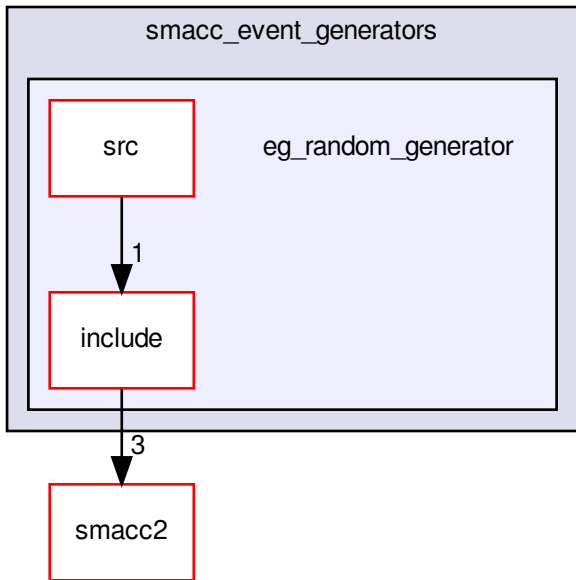 smacc_event_generators
src
eg_random_generator
1
include
3
smacc2